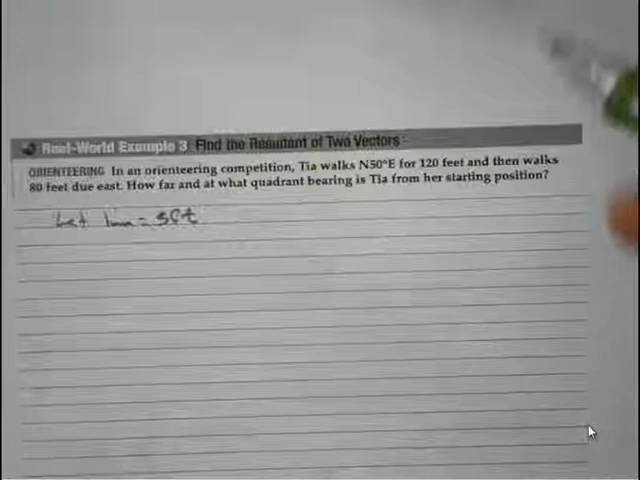 Real-World Example 3 Find the Resultant of Two Vectors
ORIENTEERING In an orienteering competition, Tia walks N50°E for 120 feet and then walks
80 feet due east. How far and at what quadrant bearing is Tia from her starting position?
Let 1cm = 5ft